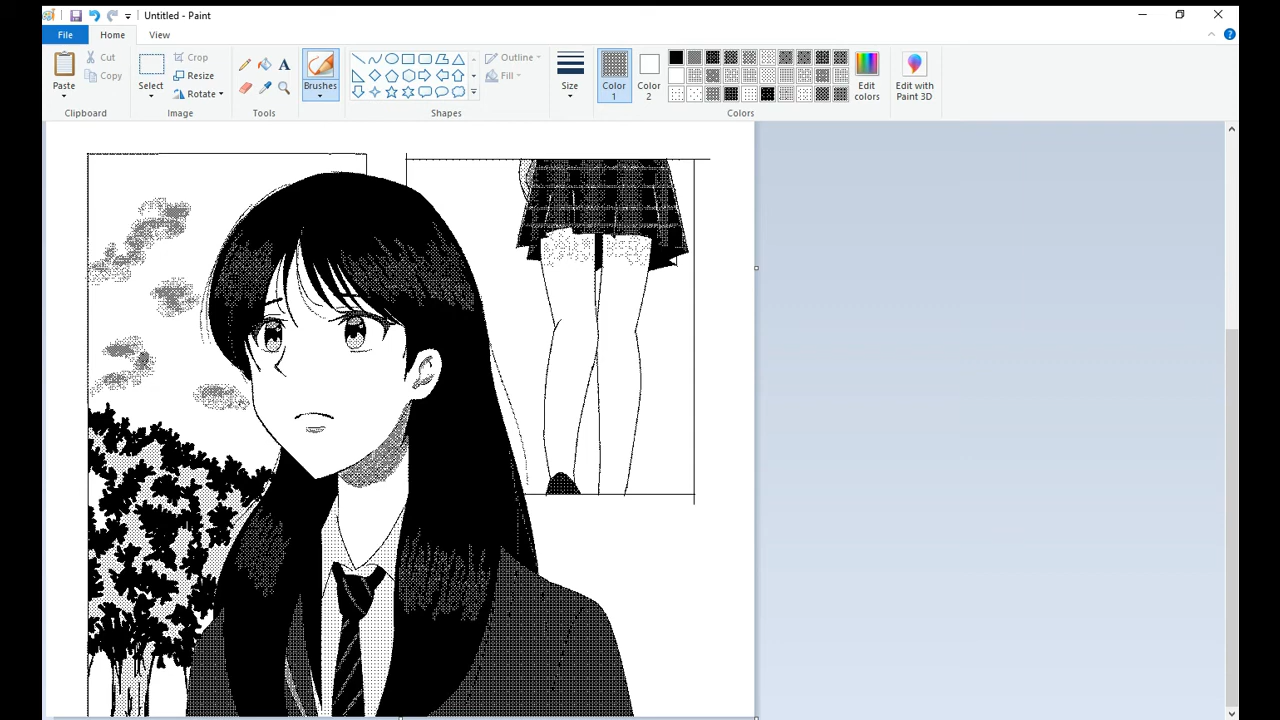 Untitled - Paint
File Home View
Paste
Cut
Copy
Clipboard
Select
Crop
Resize
Rotate
Image
A
Tools
Brushes
Shapes
Outline
Fill
Size
Color
1
Color
2
Edit
colors
Colors
Edit with
Paint 3D